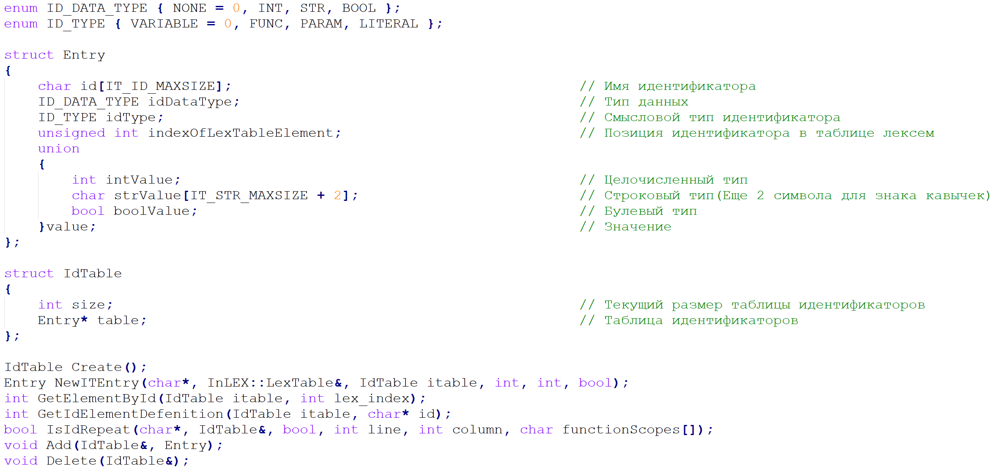 enum ID_DATA_TYPE { NONE = 0, INT, STR, BOOL };
enum ID_TYPE { VARIABLE = 0, FUNC, PARAM, LITERAL };
struct Entry
{
char id[IT_ID_MAXSIZE]; // Имя идентификатора
ID_DATA_TYPE idDataType; // Тип данных
ID_TYPE idType; // Смысловой тип идентификатора
unsigned int indexOfLexTableElement; // Позиция идентификатора в таблице лексем
union
{
int intValue; // Целочисленный тип
char strValue[IT_STR_MAXSIZE + 2]; // Строковый тип(Еще 2 символа для знака кавычек)
bool boolValue; // Булевый тип
}value; // Значение
};
struct IdTable
{
int size; // Текущий размер таблицы идентификаторов
Entry* table; // Таблица идентификаторов
};
IdTable Create();
Entry NewITEntry(char*, InLEX::LexTable&, IdTable itable, int, int, bool);
int GetElementById(IdTable itable, int lex_index);
int GetIdElementDefenition(IdTable itable, char* id);
bool IsIdRepeat(char*, IdTable&, bool, int line, int column, char functionScopes[]);
void Add(IdTable&, Entry);
void Delete(IdTable&);